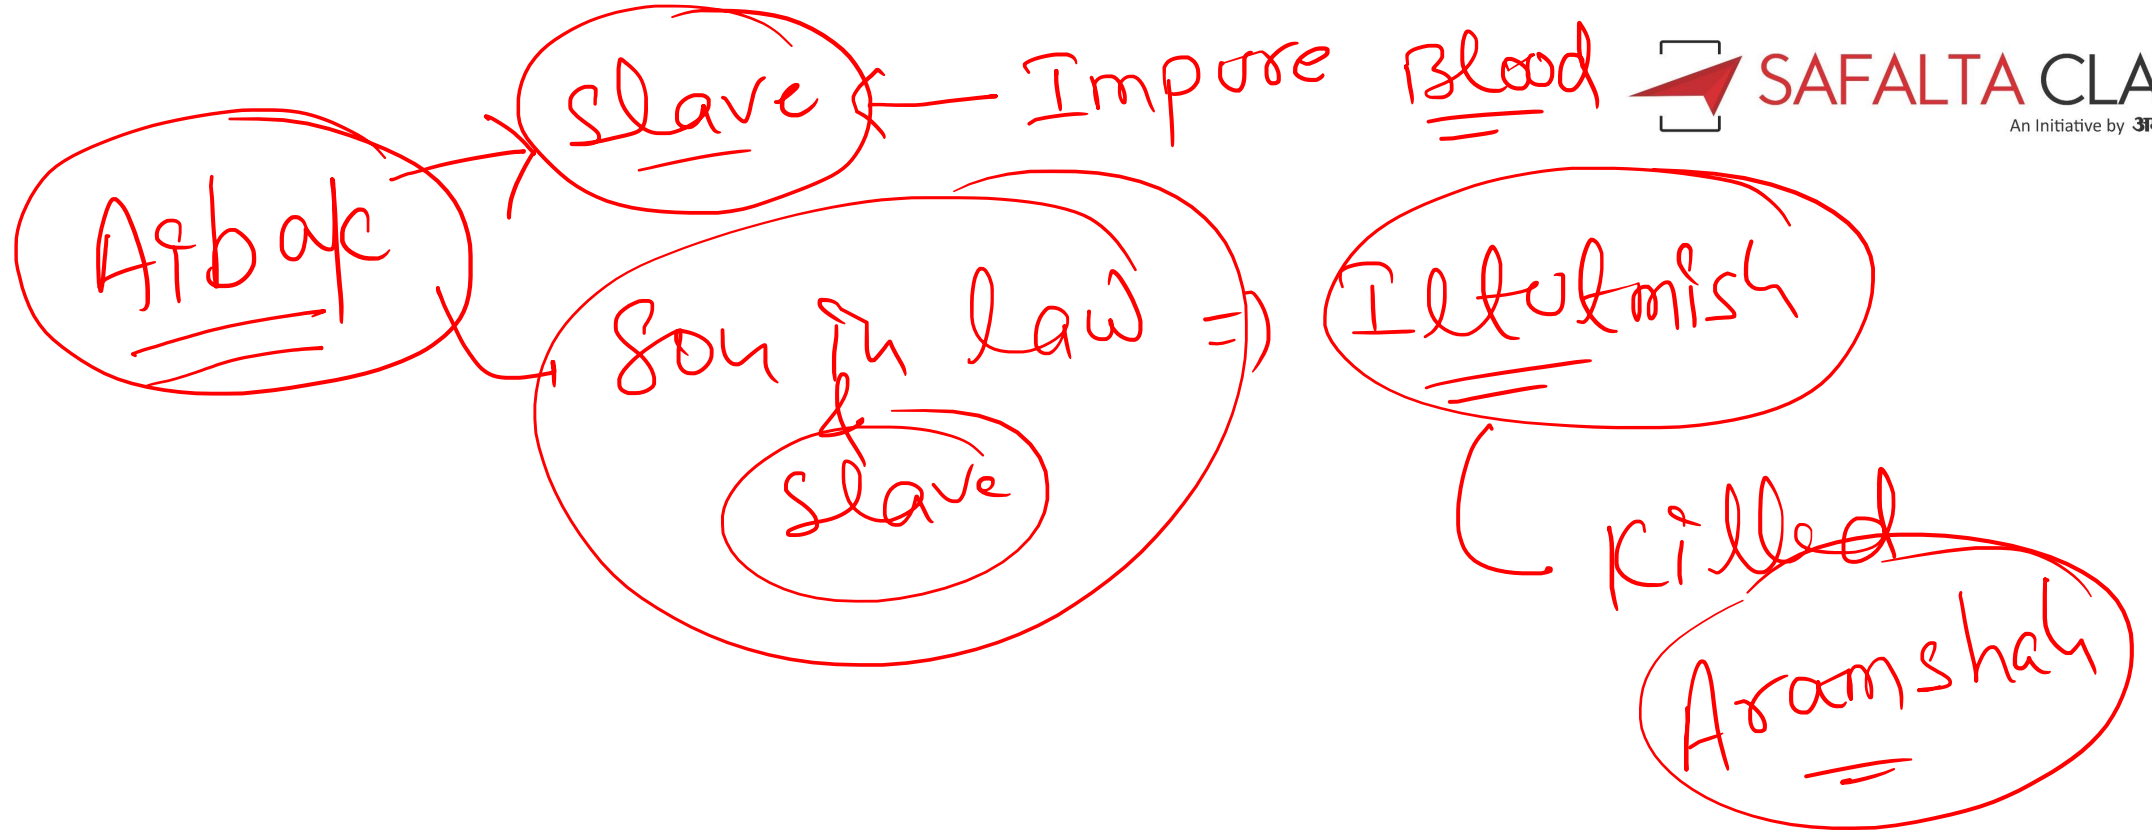 Slave ← Impure Blood
SAFALTA CLA
An Initiative by अ
Aibak
Son in law => Iltutmish
&
Slave
Killed
Aramshah